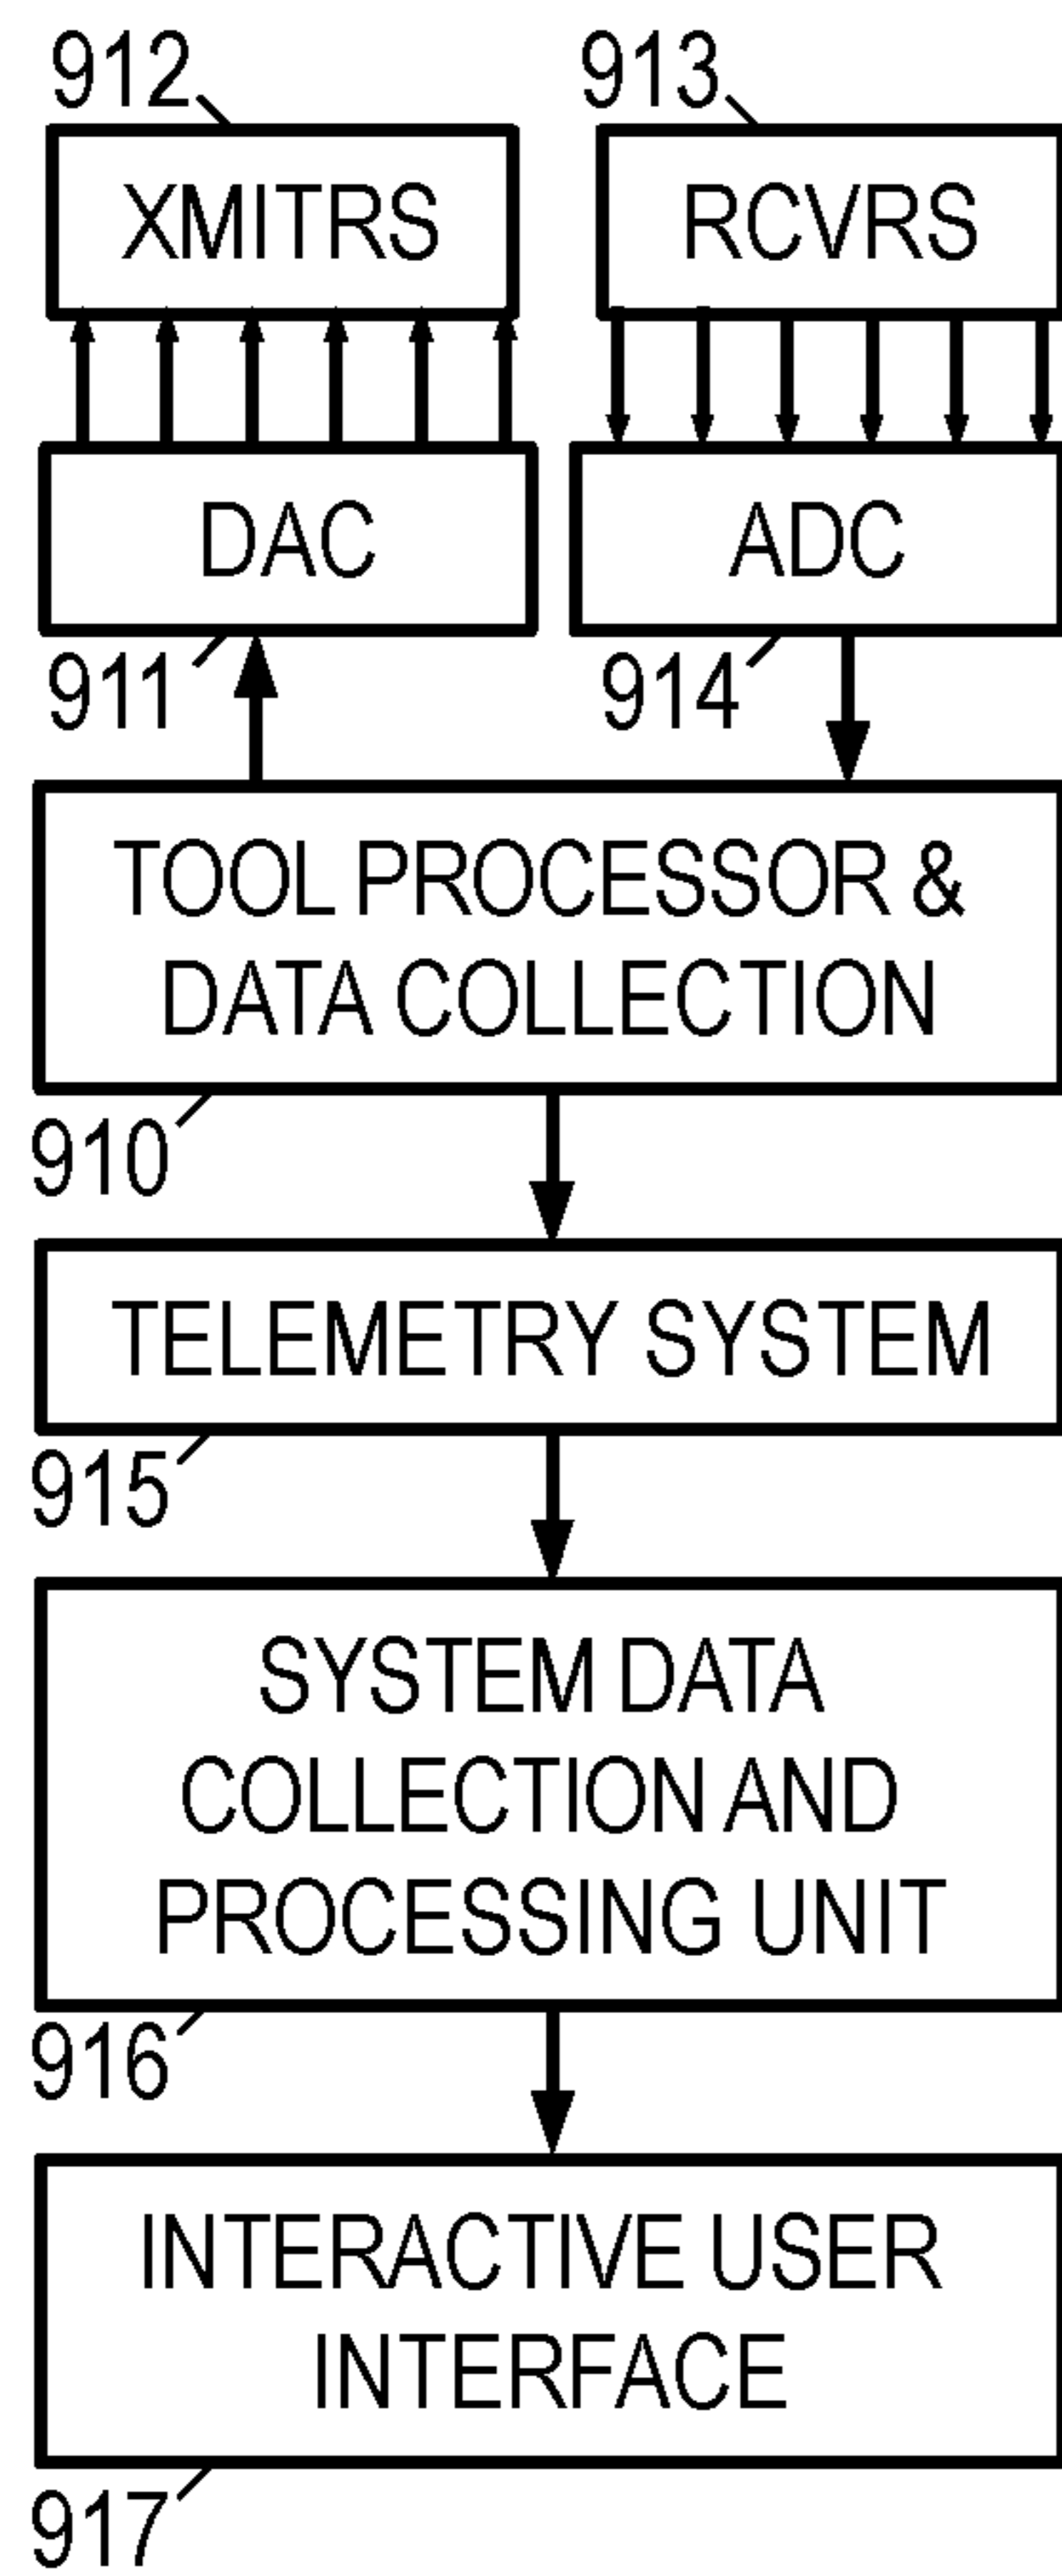 912
913
XMITRS
RCVRS
DAC
ADC
911
914
TOOL PROCESSOR &
DATA COLLECTION
910
TELEMETRY SYSTEM
915
SYSTEM DATA
COLLECTION AND
PROCESSING UNIT
916
INTERACTIVE USER
INTERFACE
917